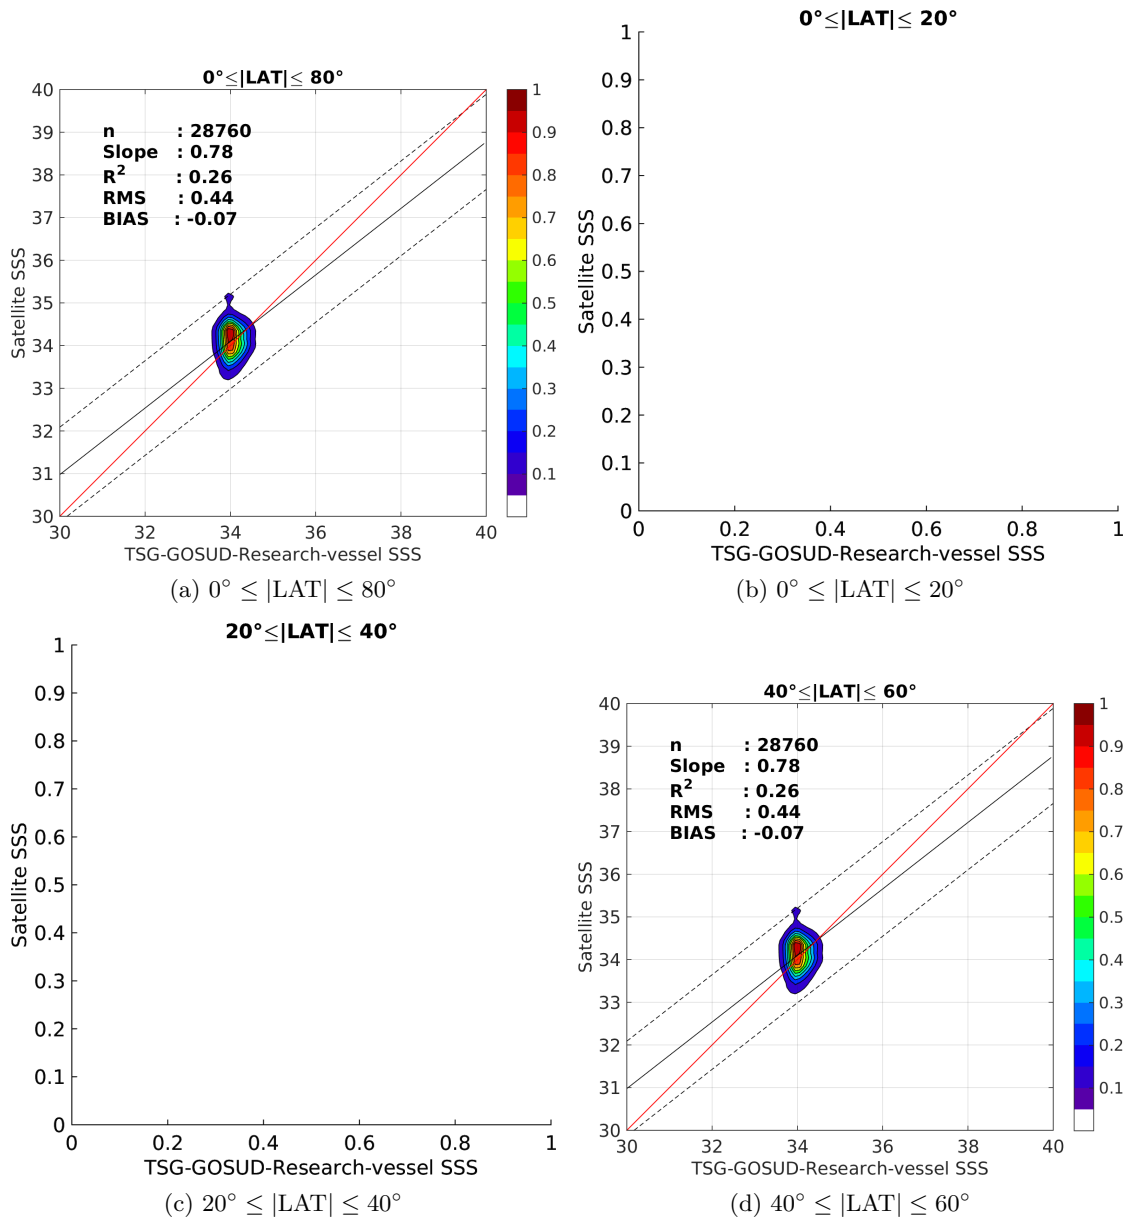 0°≤|LAT|≤ 80°
40
39
38
37
36
35
34
33
32
31
30
30 32 34 36 38 40
n : 28760
Slope : 0.78
R2 : 0.26
RMS : 0.44
BIAS : -0.07
1
0.9
0.8
0.7
0.6
0.5
0.4
0.3
0.2
0.1
Satellite SSS
TSG-GOSUD-Research-vessel SSS
(a) 0° ≤ |LAT| ≤ 80°
0°≤|LAT|≤ 20°
1
0.9
0.8
0.7
0.6
0.5
0.4
0.3
0.2
0.1
0
0 0.2 0.4 0.6 0.8 1
Satellite SSS
TSG-GOSUD-Research-vessel SSS
(b) 0° ≤ |LAT| ≤ 20°
20°≤|LAT|≤ 40°
1
0.9
0.8
0.7
0.6
0.5
0.4
0.3
0.2
0.1
0
0 0.2 0.4 0.6 0.8 1
Satellite SSS
TSG-GOSUD-Research-vessel SSS
(c) 20° ≤ |LAT| ≤ 40°
40°≤|LAT|≤ 60°
40
39
38
37
36
35
34
33
32
31
30
30 32 34 36 38 40
n : 28760
Slope : 0.78
R2 : 0.26
RMS : 0.44
BIAS : -0.07
1
0.9
0.8
0.7
0.6
0.5
0.4
0.3
0.2
0.1
Satellite SSS
TSG-GOSUD-Research-vessel SSS
(d) 40° ≤ |LAT| ≤ 60°